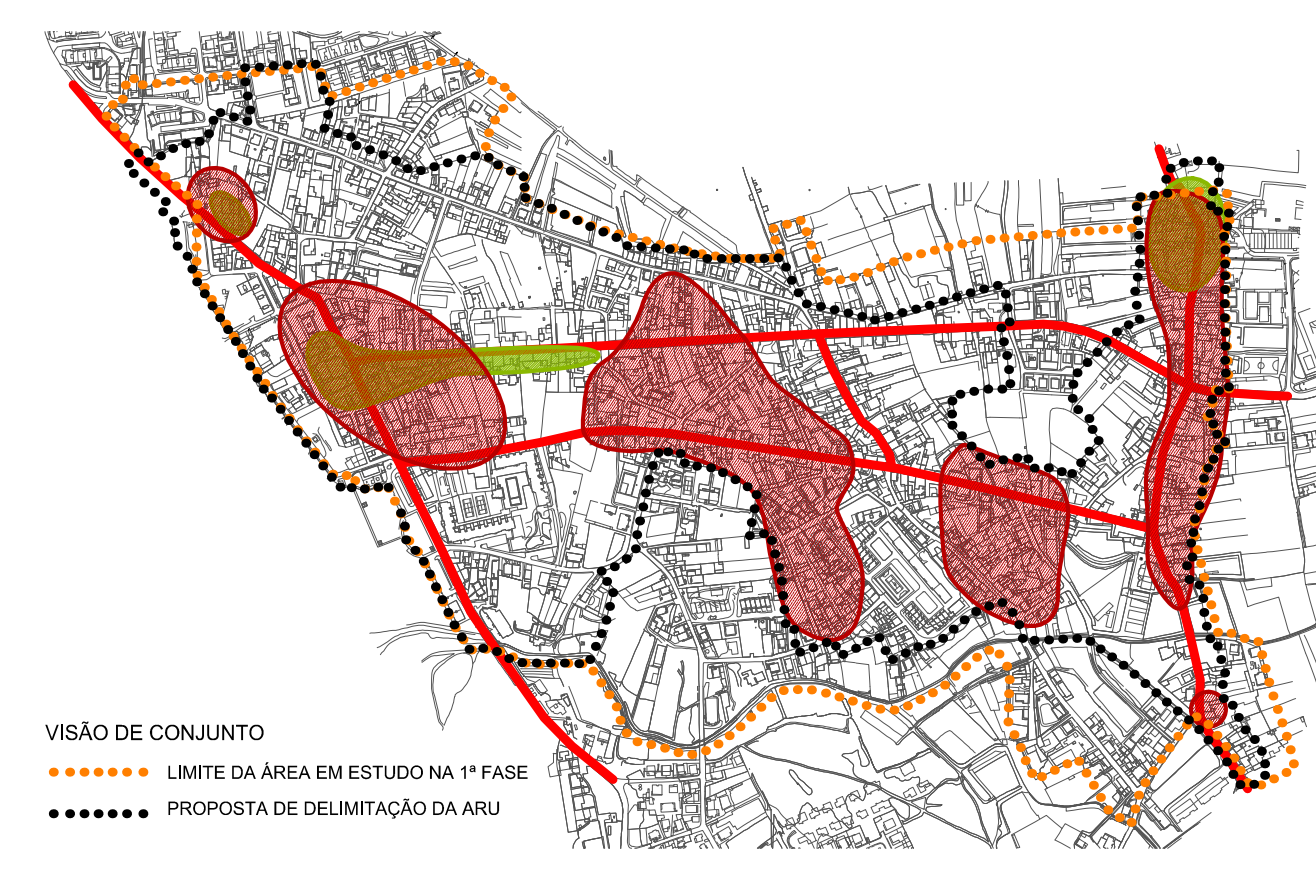 VISÃO DE CONJUNTO
LIMITE DA ÁREA EM ESTUDO NA 1ª FASE
PROPOSTA DE DELIMITAÇÃO DA ARU